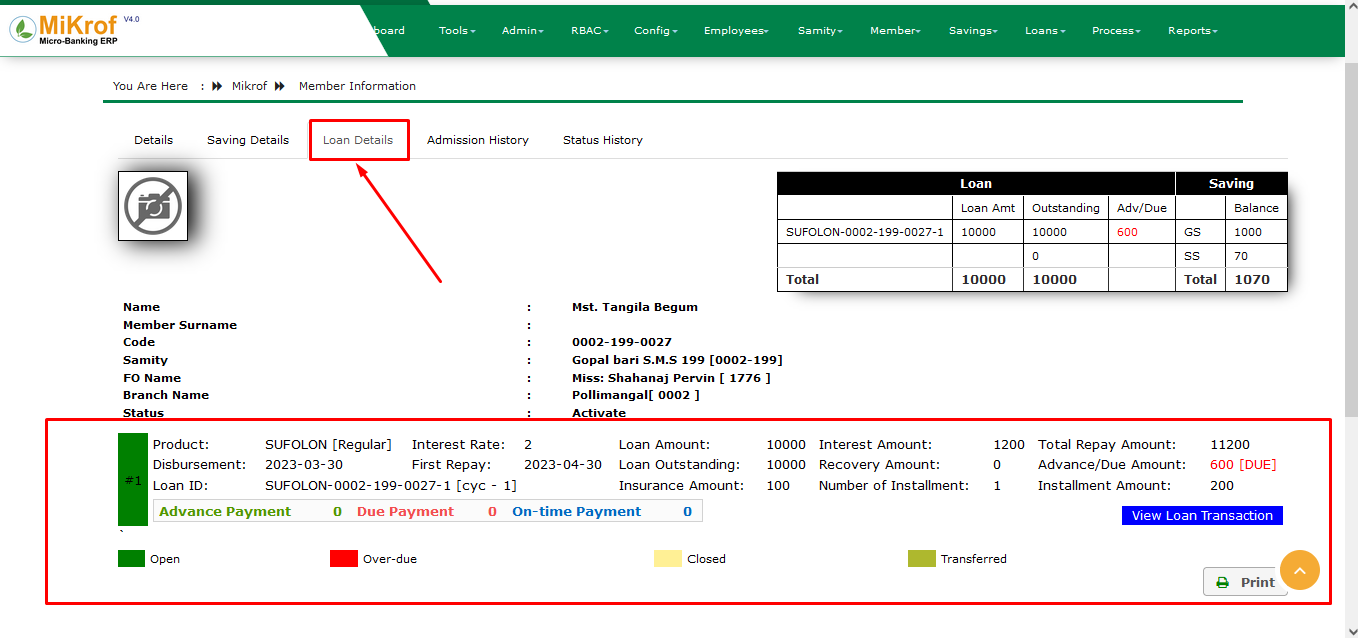 MiKrof V4.0
Micro-Banking ERP
board Tools Admin RBAC Config Employees Samity Member Savings Loans Process Reports
You Are Here : Mikrof Member Information
Details Saving Details Loan Details Admission History Status History
Loan Saving
Loan Amt Outstanding Adv/Due Balance
SUFOLON-0002-199-0027-1 10000 10000 600 GS 1000
0 SS 70
Total 10000 10000 Total 1070
Name : Mst. Tangila Begum
Member Surname :
Code : 0002-199-0027
Samity : Gopal bari S.M.S 199 [0002-199]
FO Name : Miss: Shahanaj Pervin [ 1776 ]
Branch Name : Pollimangal[ 0002 ]
Status : Activate
#1
Product: SUFOLON [Regular] Interest Rate: 2 Loan Amount: 10000 Interest Amount: 1200 Total Repay Amount: 11200
Disbursement: 2023-03-30 First Repay: 2023-04-30 Loan Outstanding: 10000 Recovery Amount: 0 Advance/Due Amount: 600 [DUE]
Loan ID: SUFOLON-0002-199-0027-1 [cyc - 1] Insurance Amount: 100 Number of Installment: 1 Installment Amount: 200
Advance Payment 0 Due Payment 0 On-time Payment 0
View Loan Transaction
`
Open Over-due Closed Transferred
Print